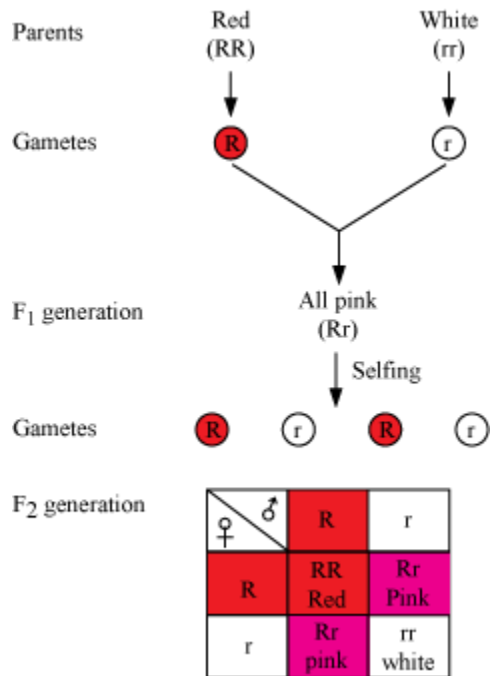 Parents
Red
(RR)
White
(rr)
Gametes
R
r
F1 generation
All pink
(Rr)
Selfing
Gametes
R
r
R
r
F2 generation
♀ ♂
R
r
R
RR
Red
Rr
Pink
r
Rr
pink
rr
white